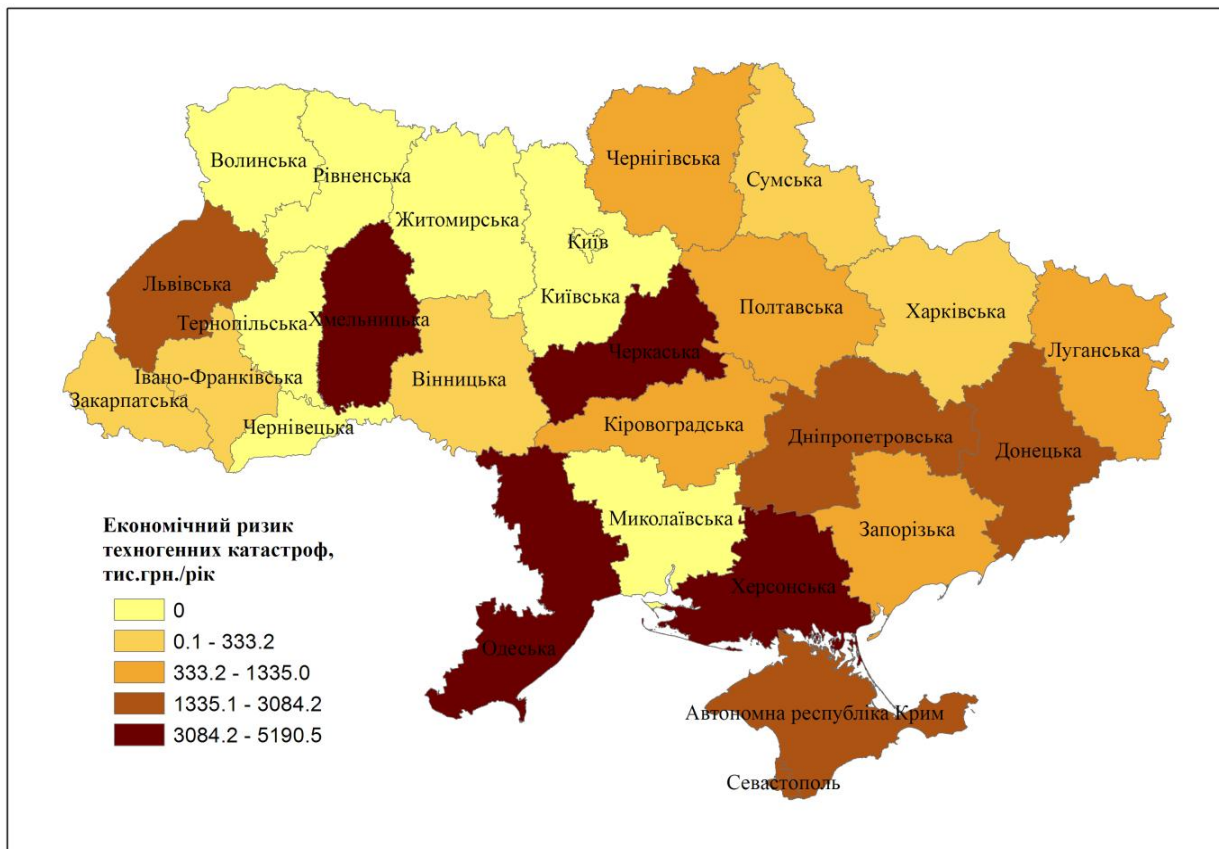 Волинська
Рівненська
Житомирська
Київ
Чернігівська
Сумська
Львівська
Тернопільська
Хмельницька
Київська
Черкаська
Полтавська
Харківська
Луганська
Закарпатська
Івано-Франківська
Чернівецька
Вінницька
Кіровоградська
Дніпропетровська
Донецька
Миколаївська
Запорізька
Херсонська
Одеська
Автономна республіка Крим
Севастополь
Економічний ризик
техногенних катастроф,
тис.грн./рік
0
0.1 - 333.2
333.2 - 1335.0
1335.1 - 3084.2
3084.2 - 5190.5